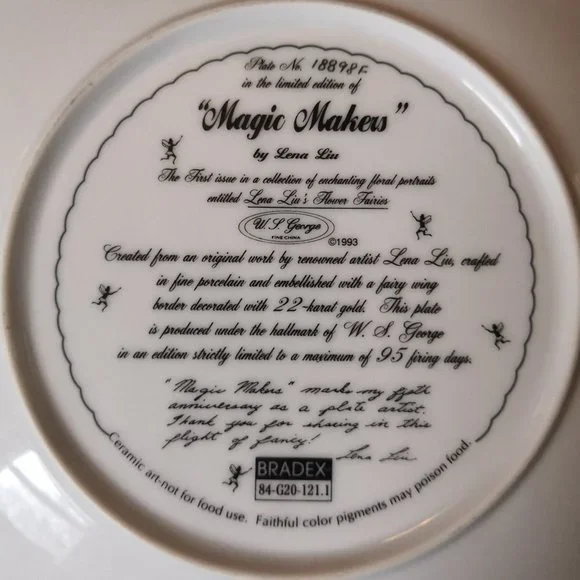 Plate No. 18898F
in the limited edition of
"Magic Makers"
by Lena Liu
The First issue in a collection of enchanting floral portraits
entitled Lena Liu's Flower Fairies
W. S. George
FINE CHINA
©1993
Created from an original work by renowned artist Lena Liu, crafted
in fine porcelain and embellished with a fairy wing
border decorated with 22-karat gold. This plate
is produced under the hallmark of W. S. George
in an edition strictly limited to a maximum of 95 firing days.
"Magic Makers" marks my fifth
anniversary as a plate artist.
Thank you for sharing in this
flight of fancy!
Lena Liu
BRADEX
84-G20-121.1
Ceramic art-not for food use. Faithful color pigments may poison food.